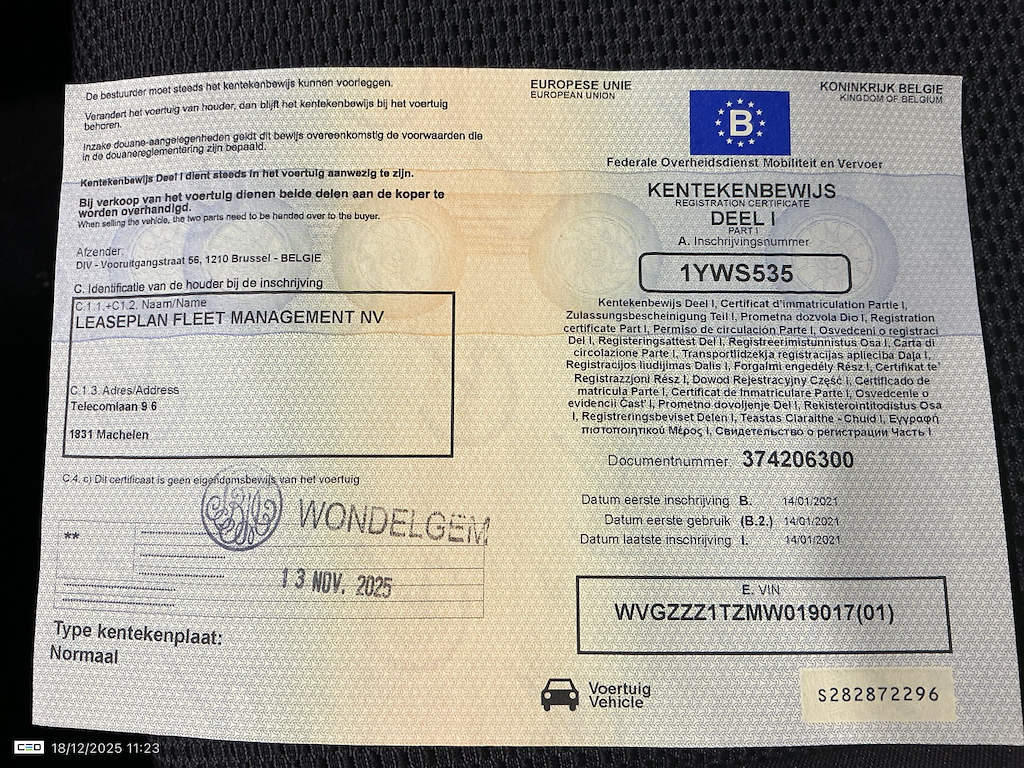 De bestuurder moet steeds het kentekenbewijs kunnen voorleggen.
Verandert het voertuig van houder, dan blijft het kentekenbewijs bij het voertuig
behoren.
Inzake douane-aangelegenheden geldt dit bewijs overeenkomstig de voorwaarden die
in de douanereglementering zijn bepaald.
Kentekenbewijs Deel I dient steeds in het voertuig aanwezig te zijn.
Bij verkoop van het voertuig dienen beide delen aan de koper te
worden overhandigd.
When selling the vehicle, the two parts need to be handed over to the buyer.
Afzender:
DIV - Vooruitgangstraat 56, 1210 Brussel - BELGIE
C. Identificatie van de houder bij de inschrijving
C.1.1.+C1.2. Naam/Name
LEASEPLAN FLEET MANAGEMENT NV
C.1.3. Adres/Address
Telecomlaan 9 6
1831 Machelen
C.4. c) Dit certificaat is geen eigendomsbewijs van het voertuig
WONDELGEM
**
13 NOV. 2025
Type kentekenplaat:
Normaal
EUROPESE UNIE
EUROPEAN UNION
KONINKRIJK BELGIE
KINGDOM OF BELGIUM
B
Federale Overheidsdienst Mobiliteit en Vervoer
KENTEKENBEWIJS
REGISTRATION CERTIFICATE
DEEL I
PART I
A. Inschrijvingsnummer
1YWS535
Kentekenbewijs Deel I, Certificat d'immatriculation Partie I,
Zulassungsbescheinigung Teil I, Prometna dozvola Dio I, Registration
certificate Part I, Permiso de circulación Parte I, Osvedceni o registraci
Del I, Registeringsattest Del I, Registreerimistunnistus Osa I, Carta di
circolazione Parte I, Transportlidzekja registracijas apliecība Daļa I,
Registracijos liudijimas Dalis I, Forgalmi engedély Rész I, Certifikat te'
Registrazzjoni Rész I, Dowod Rejestracyjny Część I, Certificado de
matricula Parte I, Certificat de Inmatriculare Parte I, Osvedcenie o
evidencii Čast' I, Prometno dovoljenje Del I, Rekisterointitodistus Osa
I, Registreringsbeviset Delen I, Teastas Claraithe - Chuid I, Εγγραφή
πιστοποιητικού Μέρος I, Свидетельство о регистрации Часть I
Documentnummer 374206300
Datum eerste inschrijving B. 14/01/2021
Datum eerste gebruik (B.2.) 14/01/2021
Datum laatste inschrijving I. 14/01/2021
E. VIN
WVGZZZ1TZMW019017(01)
Voertuig
Vehicle
S282872296
CEO 18/12/2025 11:23